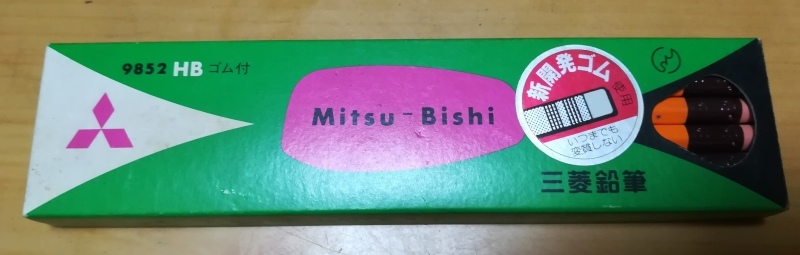 9852 HB ゴム付
Mitsu-Bishi
新開発ゴム
使用
いつまでも
変質しない
三菱鉛筆